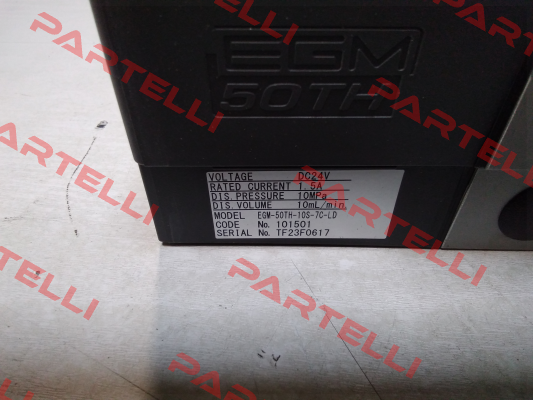 PARTELLI
PARTELLI
EGM
50TH
VOLTAGE DC24V
RATED CURRENT 1.5A
DIS.PRESSURE 10MPa
DIS.VOLUME 10mL/min
MODEL EGM-50TH-10S-7C-LD
CODE No. 101501
SERIAL No. TF23F0617
PARTELLI
PARTELLI
PARTELLI